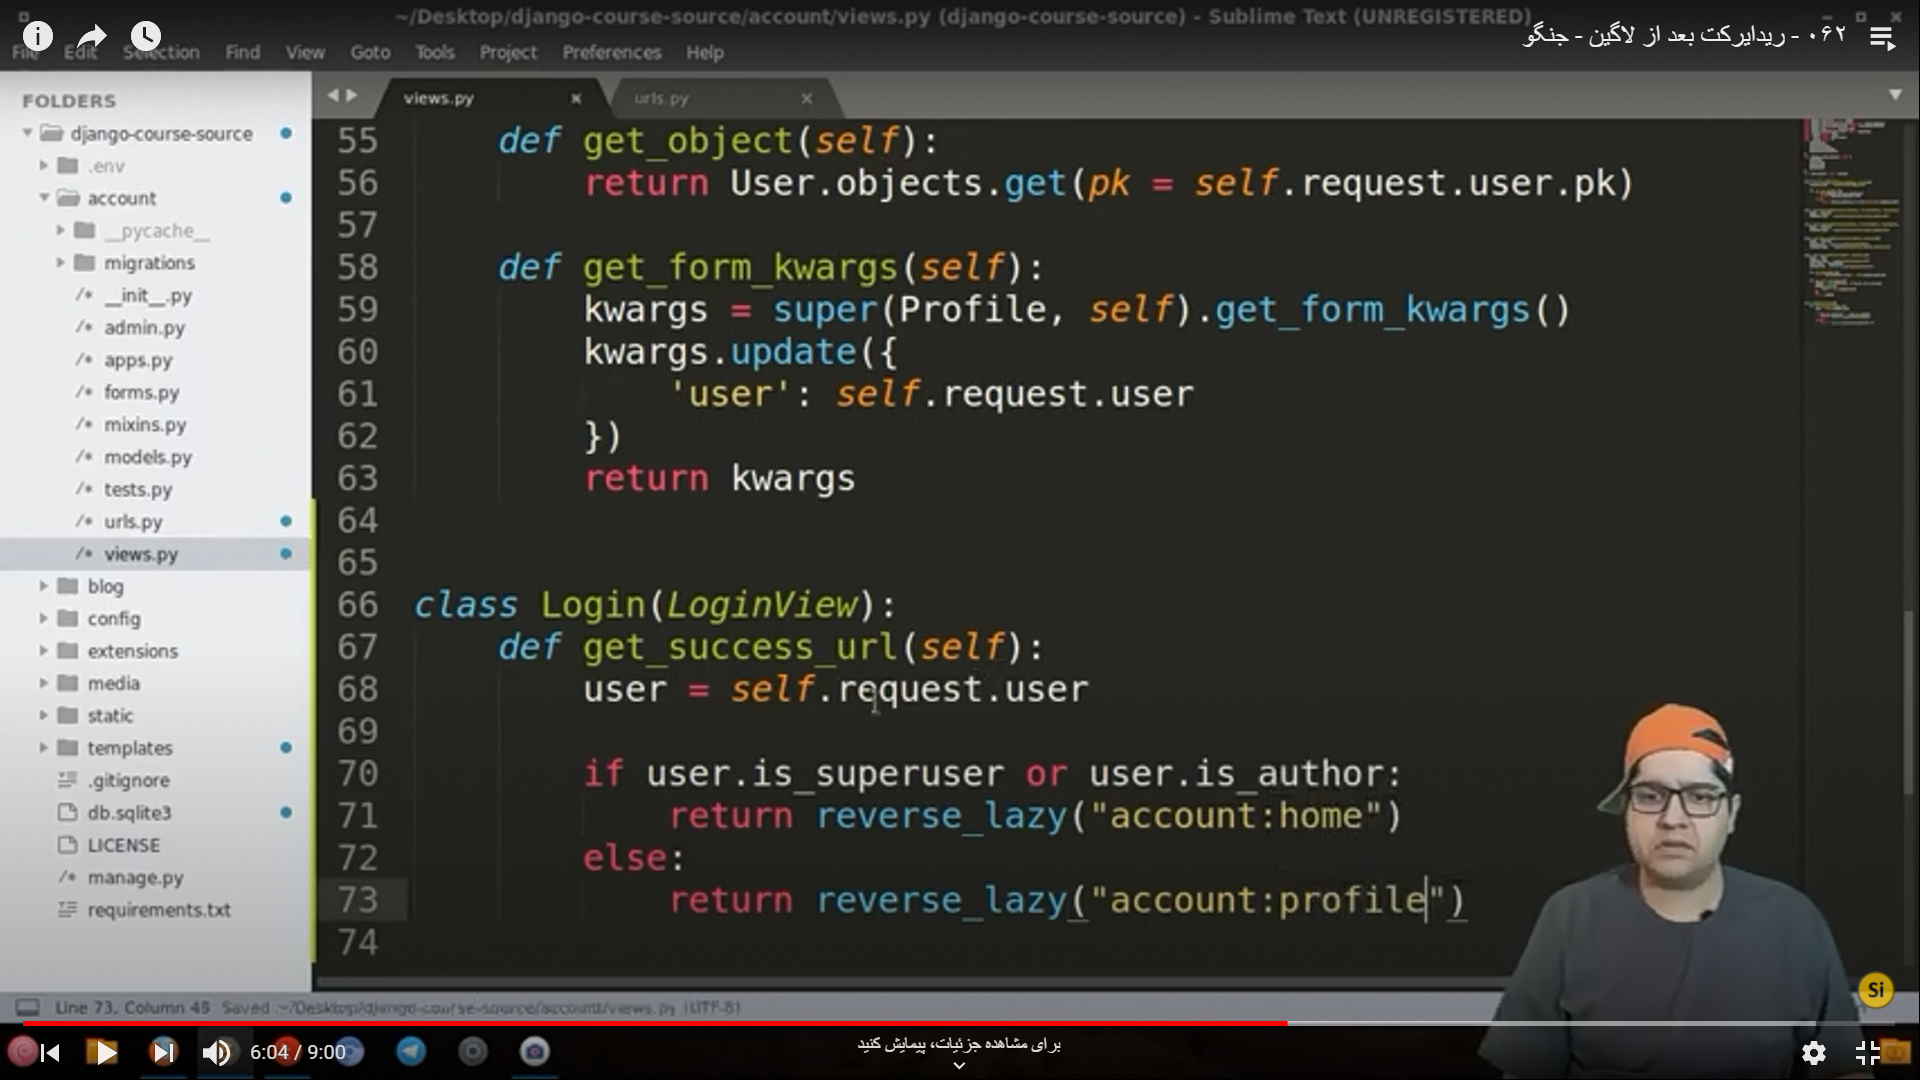 ~/Desktop/django-course-source/account/views.py (django-course-source) - Sublime Text (UNREGISTERED)
۰۶۲ - ریدایرکت بعد از لاگین - جنگو
File Edit Selection Find View Goto Tools Project Preferences Help
FOLDERS
django-course-source
.env
account
__pycache__
migrations
__init__.py
admin.py
apps.py
forms.py
mixins.py
models.py
tests.py
urls.py
views.py
blog
config
extensions
media
static
templates
.gitignore
db.sqlite3
LICENSE
manage.py
requirements.txt
views.py
urls.py
55 def get_object(self):
56 return User.objects.get(pk = self.request.user.pk)
57
58 def get_form_kwargs(self):
59 kwargs = super(Profile, self).get_form_kwargs()
60 kwargs.update({
61 'user': self.request.user
62 })
63 return kwargs
64
65
66 class Login(LoginView):
67 def get_success_url(self):
68 user = self.request.user
69
70 if user.is_superuser or user.is_author:
71 return reverse_lazy("account:home")
72 else:
73 return reverse_lazy("account:profile")
74
Si
Line 73, Column 48 Saved ~/Desktop/django-course-source/account/views.py (UTF-8)
6:04 / 9:00
برای مشاهده جزئیات، پیمایش کنید